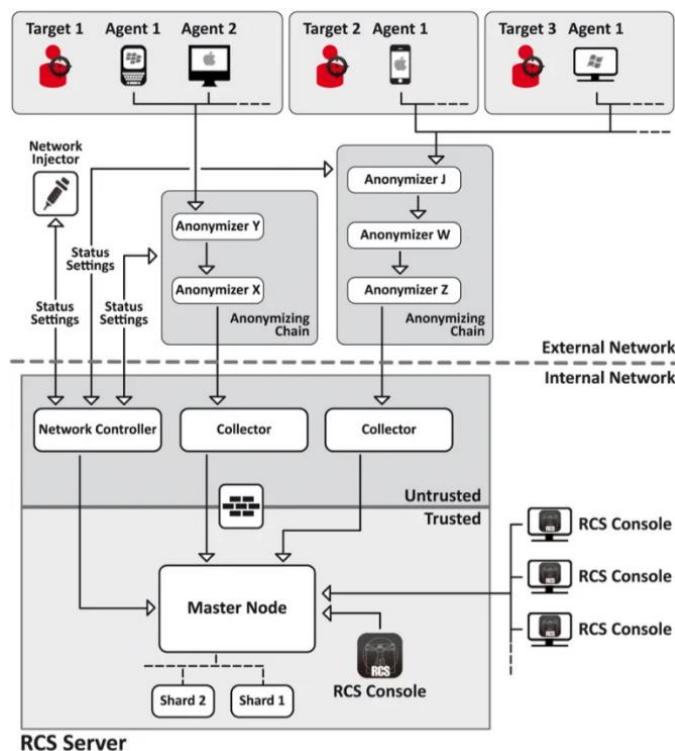 Target 1 Agent 1 Agent 2
Target 2 Agent 1
Target 3 Agent 1
Network
Injector
Anonymizer J
Anonymizer Y
Anonymizer W
Status
Settings
Anonymizer X
Anonymizer Z
Status
Settings
Status
Settings
Anonymizing
Chain
Anonymizing
Chain
External Network
Internal Network
Network Controller
Collector
Collector
Untrusted
Trusted
RCS Console
RCS Console
RCS Console
Master Node
RCS
RCS Console
Shard 2
Shard 1
RCS Server